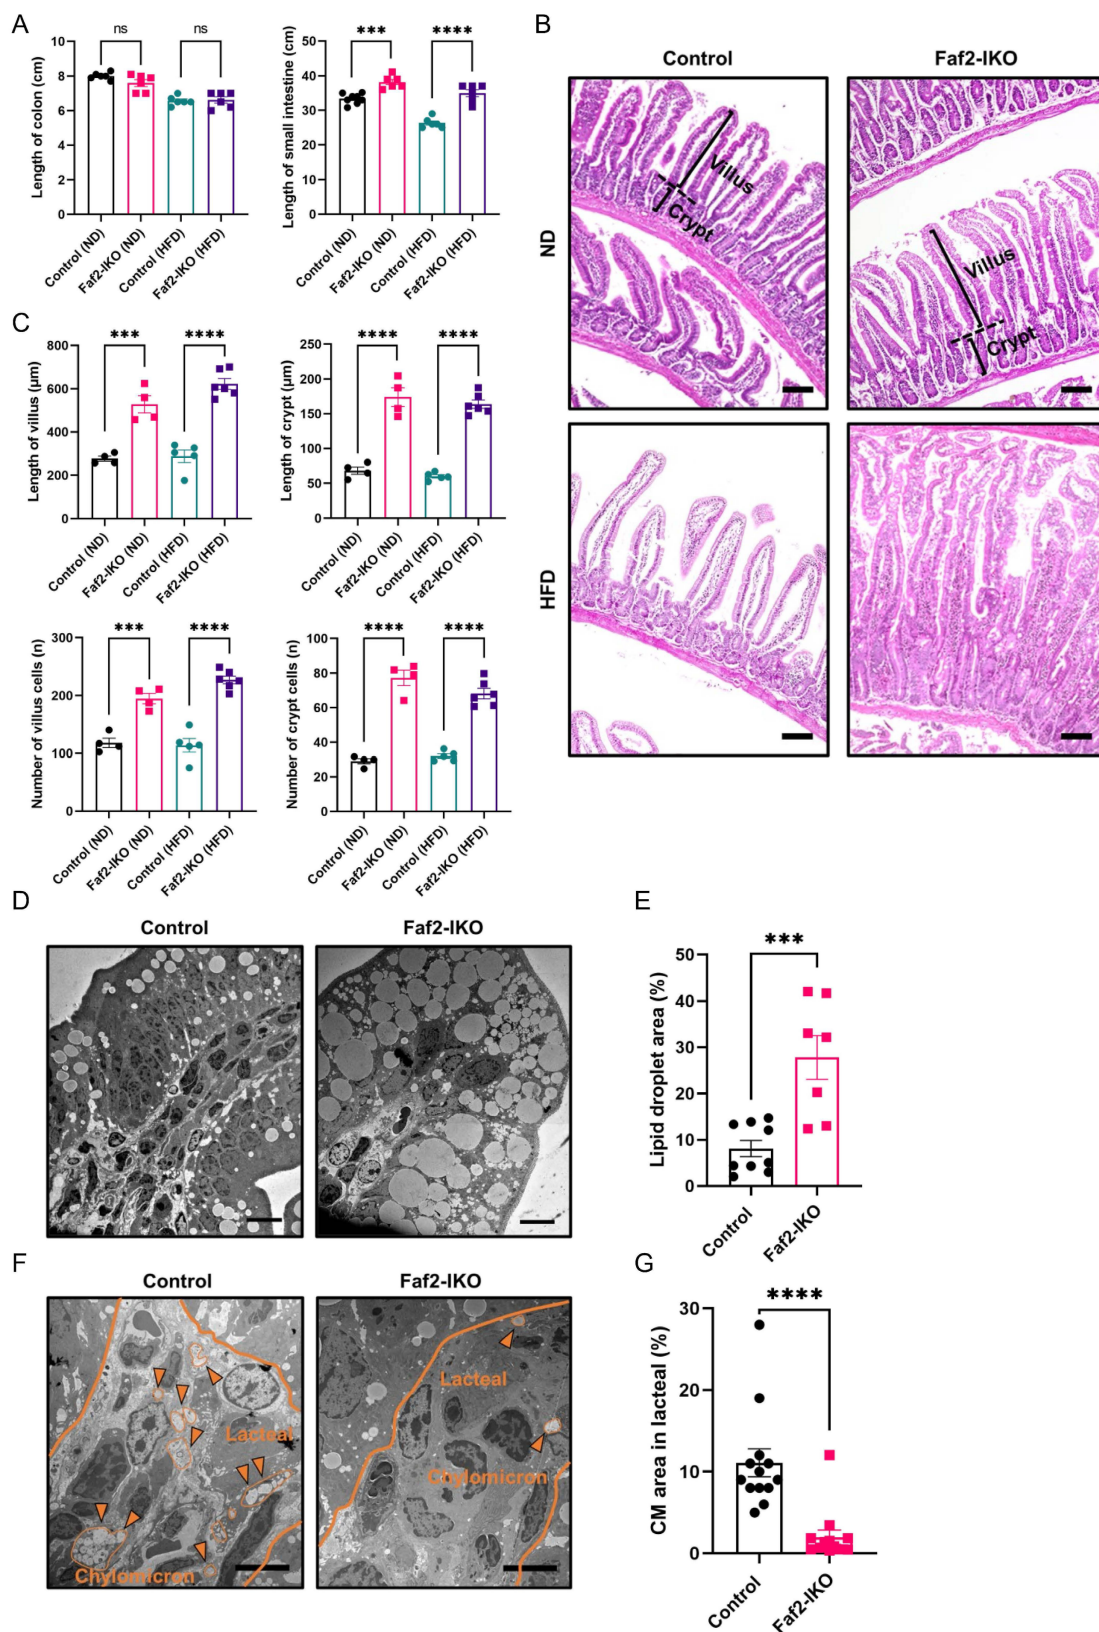 A
Length of colon (cm)
10
8
6
4
2
0
ns
ns
Control (ND)
Faf2-IKO (ND)
Control (HFD)
Faf2-IKO (HFD)
Length of small intestine (cm)
50
40
30
20
10
0
***
****
Control (ND)
Faf2-IKO (ND)
Control (HFD)
Faf2-IKO (HFD)
B
Control
Faf2-IKO
ND
HFD
Villus
Crypt
Villus
Crypt
C
Length of villus (μm)
800
600
400
200
0
***
****
Control (ND)
Faf2-IKO (ND)
Control (HFD)
Faf2-IKO (HFD)
Length of crypt (μm)
250
200
150
100
50
0
****
****
Control (ND)
Faf2-IKO (ND)
Control (HFD)
Faf2-IKO (HFD)
Number of villus cells (n)
300
200
100
0
***
****
Control (ND)
Faf2-IKO (ND)
Control (HFD)
Faf2-IKO (HFD)
Number of crypt cells (n)
100
80
60
40
20
0
****
****
Control (ND)
Faf2-IKO (ND)
Control (HFD)
Faf2-IKO (HFD)
D
Control
Faf2-IKO
E
Lipid droplet area (%)
50
40
30
20
10
0
***
Control
Faf2-IKO
F
Control
Faf2-IKO
Lacteal
Chylomicron
Lacteal
Chylomicron
G
CM area in lacteal (%)
30
20
10
0
****
Control
Faf2-IKO